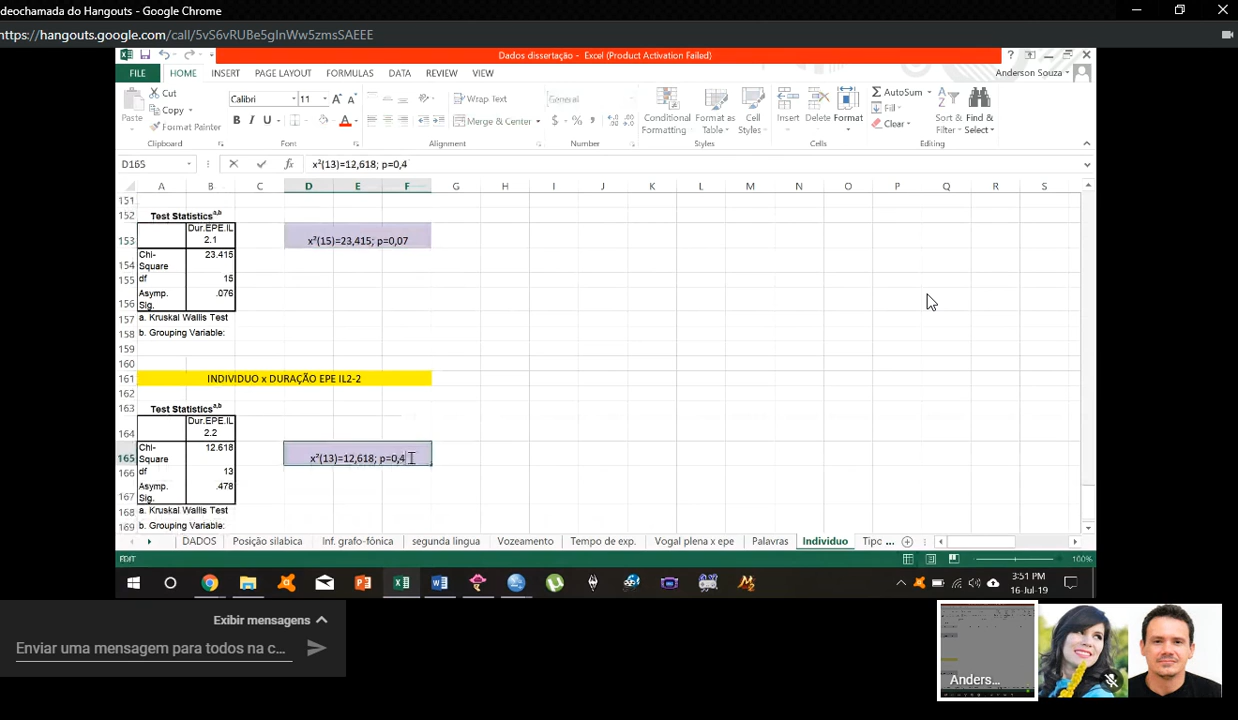 deochamada do Hangouts - Google Chrome
https://hangouts.google.com/call/5vS6vRUBe5glnWw5zmsSAEEE
Dados dissertação - Excel (Product Activation Failed)
FILE HOME INSERT PAGE LAYOUT FORMULAS DATA REVIEW VIEW
Anderson Souza
Cut
Copy
Format Painter
Paste
Calibri 11
B I U
Wrap Text
Merge & Center
General
$ % ,
Conditional Formatting
Format as Table
Cell Styles
Insert Delete Format
AutoSum
Fill
Clear
Sort & Filter
Find & Select
Clipboard Font Alignment Number Styles Cells Editing
D165 fx x²(13)=12,618; p=0,4
A B C D E F G H I J K L M N O P Q R S
151
152 Test Statistics a,b
Dur.EPE.IL
153 2.1 x²(15)=23,415; p=0,07
Chi- 23.415
154 Square
155 df 15
Asymp. .076
156 Sig.
157 a. Kruskal Wallis Test
158 b. Grouping Variable:
159
160
161 INDIVIDUO x DURAÇÃO EPE IL2-2
162
163 Test Statistics a,b
Dur.EPE.IL
164 2.2
Chi- 12.618
165 Square x²(13)=12,618; p=0,4
166 df 13
Asymp. .478
167 Sig.
168 a. Kruskal Wallis Test
169 b. Grouping Variable:
... DADOS Posição silabica Inf. grafo-fônica segunda língua Vozeamento Tempo de exp. Vogal plena x epe Palavras Individuo Tipo ...
EDIT 100%
3:51 PM
16-Jul-19
Exibir mensagens
Enviar uma mensagem para todos na c...
Anders...